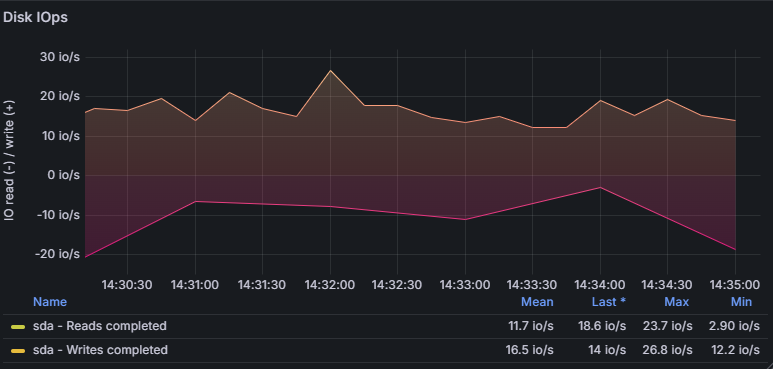 Disk IOps
IO read (-) / write (+)
30 io/s
20 io/s
10 io/s
0 io/s
-10 io/s
-20 io/s
14:30:30 14:31:00 14:31:30 14:32:00 14:32:30 14:33:00 14:33:30 14:34:00 14:34:30 14:35:00
Name Mean Last * Max Min
sda - Reads completed 11.7 io/s 18.6 io/s 23.7 io/s 2.90 io/s
sda - Writes completed 16.5 io/s 14 io/s 26.8 io/s 12.2 io/s